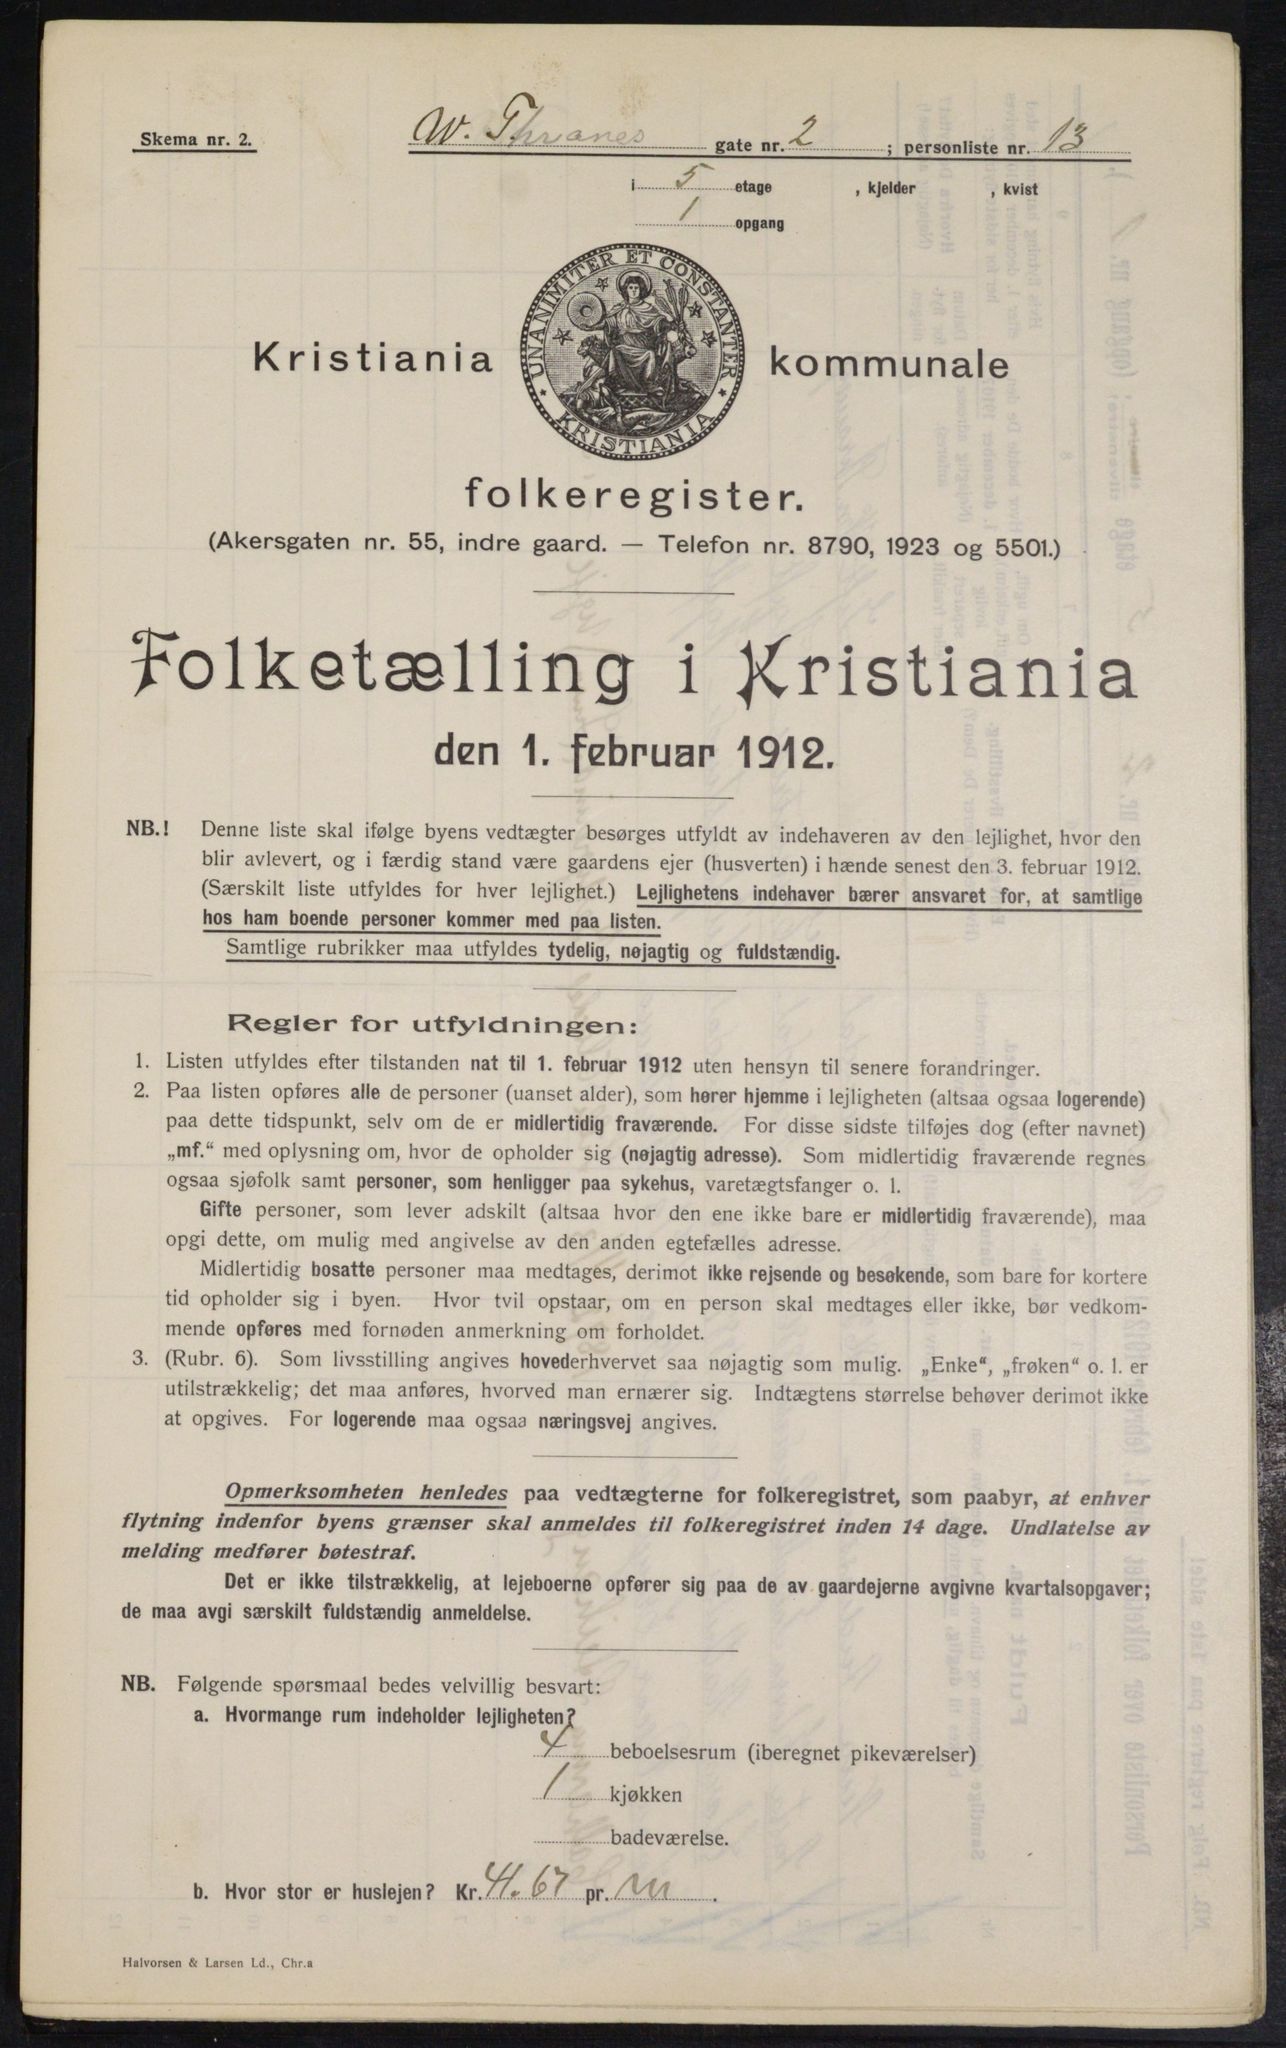 Skema nr. 2.
W. Thranes gate nr. 2 ; personliste nr. 13
i 5 etage , kjelder , kvist
1 opgang
UNANIMITER ET CONSTANTER
KRISTIANIA
Kristiania kommunale
folkeregister.
(Akersgaten nr. 55, indre gaard. — Telefon nr. 8790, 1923 og 5501.)
Folketælling i Kristiania
den 1. februar 1912.
NB.! Denne liste skal ifølge byens vedtægter besørges utfyldt av indehaveren av den lejlighet, hvor den
blir avlevert, og i færdig stand være gaardens ejer (husverten) i hænde senest den 3. februar 1912.
(Særskilt liste utfyldes for hver lejlighet.) Lejlighetens indehaver bærer ansvaret for, at samtlige
hos ham boende personer kommer med paa listen.
Samtlige rubrikker maa utfyldes tydelig, nøjagtig og fuldstændig.
Regler for utfyldningen:
1. Listen utfyldes efter tilstanden nat til 1. februar 1912 uten hensyn til senere forandringer.
2. Paa listen opføres alle de personer (uanset alder), som hører hjemme i lejligheten (altsaa ogsaa logerende)
paa dette tidspunkt, selv om de er midlertidig fraværende. For disse sidste tilføjes dog (efter navnet)
„mf.“ med oplysning om, hvor de opholder sig (nøjagtig adresse). Som midlertidig fraværende regnes
ogsaa sjøfolk samt personer, som henligger paa sykehus, varetægtsfanger o. l.
Gifte personer, som lever adskilt (altsaa hvor den ene ikke bare er midlertidig fraværende), maa
opgi dette, om mulig med angivelse av den anden egtefælles adresse.
Midlertidig bosatte personer maa medtages, derimot ikke rejsende og besøkende, som bare for kortere
tid opholder sig i byen. Hvor tvil opstaar, om en person skal medtages eller ikke, bør vedkom-
mende opføres med fornøden anmerkning om forholdet.
3. (Rubr. 6). Som livsstilling angives hovederhvervet saa nøjagtig som mulig. „Enke“, „frøken“ o. l. er
utilstrækkelig; det maa anføres, hvorved man ernærer sig. Indtægtens størrelse behøver derimot ikke
at opgives. For logerende maa ogsaa næringsvej angives.
Opmerksomheten henledes paa vedtægterne for folkeregistret, som paabyr, at enhver
flytning indenfor byens grænser skal anmeldes til folkeregistret inden 14 dage. Undlatelse av
melding medfører bøtestraf.
Det er ikke tilstrækkelig, at lejeboerne opfører sig paa de av gaardejerne avgivne kvartalsopgaver;
de maa avgi særskilt fuldstændig anmeldelse.
NB. Følgende spørsmaal bedes velvillig besvart:
a. Hvormange rum indeholder lejligheten?
4 beboelsesrum (iberegnet pikeværelser)
1 kjøkken
badeværelse.
b. Hvor stor er huslejen? Kr. 41.67 pr. m .
Halvorsen & Larsen Ld., Chr.a